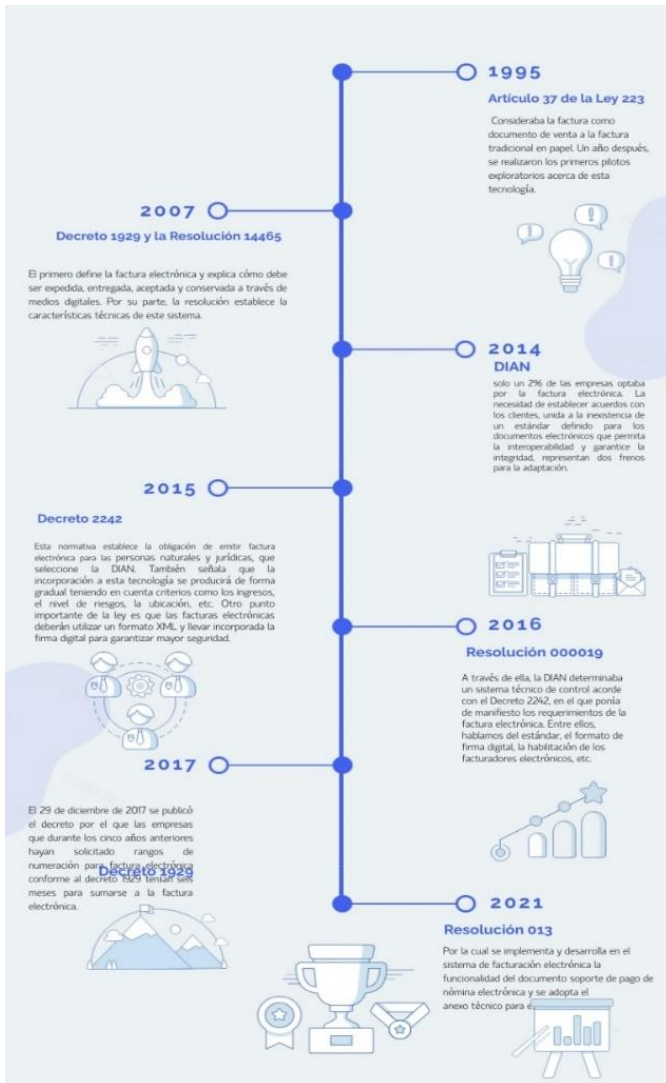 1995
Artículo 37 de la Ley 223
Consideraba la factura como
documento de venta a la factura
tradicional en papel. Un año después,
se realizaron los primeros pilotos
exploratorios acerca de esta
tecnología.
2007
Decreto 1929 y la Resolución 14465
El primero define la factura electrónica y explica cómo debe
ser expedida, entregada, aceptada y conservada a través de
medios digitales. Por su parte, la resolución establece la
características técnicas de este sistema.
2014
DIAN
solo un 2% de las empresas optaba
por la factura electrónica. La
necesidad de establecer acuerdos con
los clientes, unida a la inexistencia de
un estándar definido para los
documentos electrónicos que permita
la interoperabilidad y garantice la
integridad, representan dos frenos
para la adaptación.
2015
Decreto 2242
Esta normativa establece la obligación de emitir factura
electrónica para las personas naturales y jurídicas, que
seleccione la DIAN. También señala que la
incorporación a esta tecnología se producirá de forma
gradual teniendo en cuenta criterios como los ingresos,
el nivel de riesgos, la ubicación, etc. Otro punto
importante de la ley es que las facturas electrónicas
deberán utilizar un formato XML y llevar incorporada la
firma digital para garantizar mayor seguridad.
2016
Resolución 000019
A través de ella, la DIAN determinaba
un sistema técnico de control acorde
con el Decreto 2242, en el que ponía
de manifiesto los requerimientos de la
factura electrónica. Entre ellos,
hablamos del estándar, el formato de
firma digital, la habilitación de los
facturadores electrónicos, etc.
2017
El 29 de diciembre de 2017 se publicó
el decreto por el que las empresas
que durante los cinco años anteriores
hayan solicitado rangos de
numeración para factura electrónica
Decreto 1929
conforme al decreto 1929 tenían seis
meses para sumarse a la factura
electrónica.
2021
Resolución 013
Por la cual se implementa y desarrolla en el
sistema de facturación electrónica la
funcionalidad del documento soporte de pago de
nómina electrónica y se adopta el
anexo técnico para